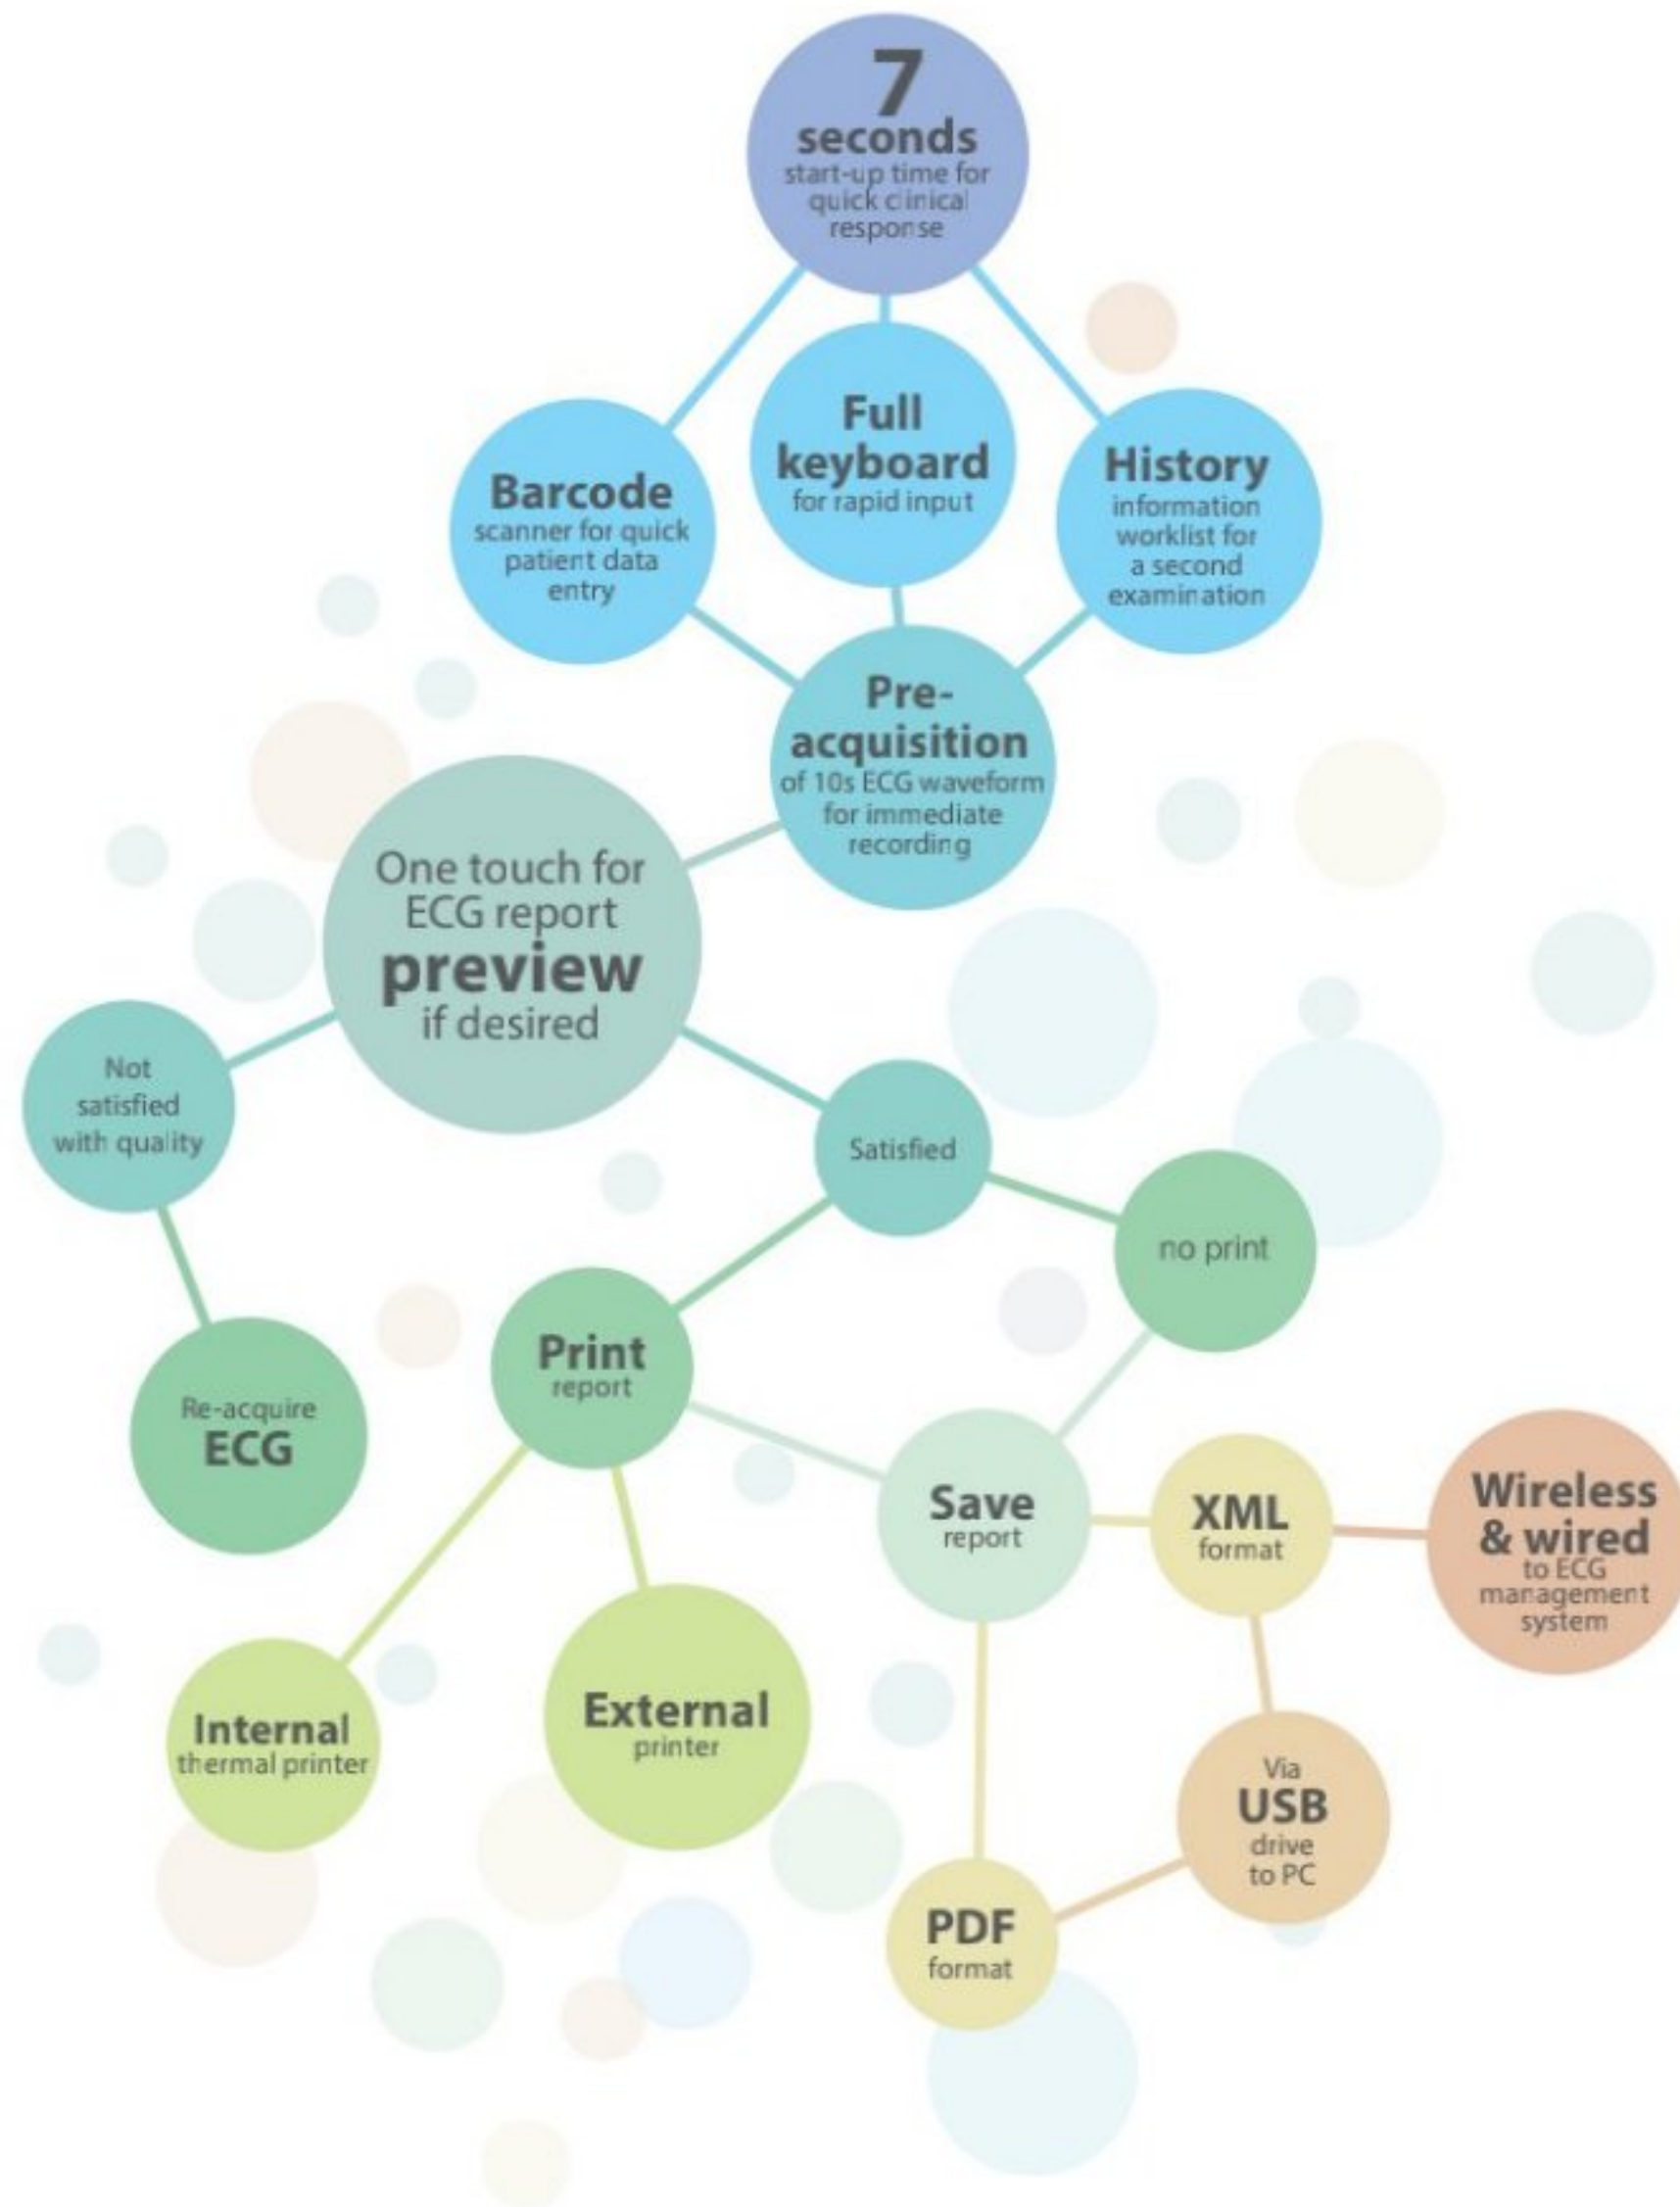 7
seconds
start-up time for
quick clinical
response
Barcode
scanner for quick
patient data
entry
Full
keyboard
for rapid input
History
information
worklist for
a second
examination
Pre-
acquisition
of 10s ECG waveform
for immediate
recording
One touch for
ECG report
preview
if desired
Not
satisfied
with quality
Satisfied
no print
Re-acquire
ECG
Print
report
Save
report
XML
format
Wireless
& wired
to ECG
management
system
Internal
thermal printer
External
printer
Via
USB
drive
to PC
PDF
format